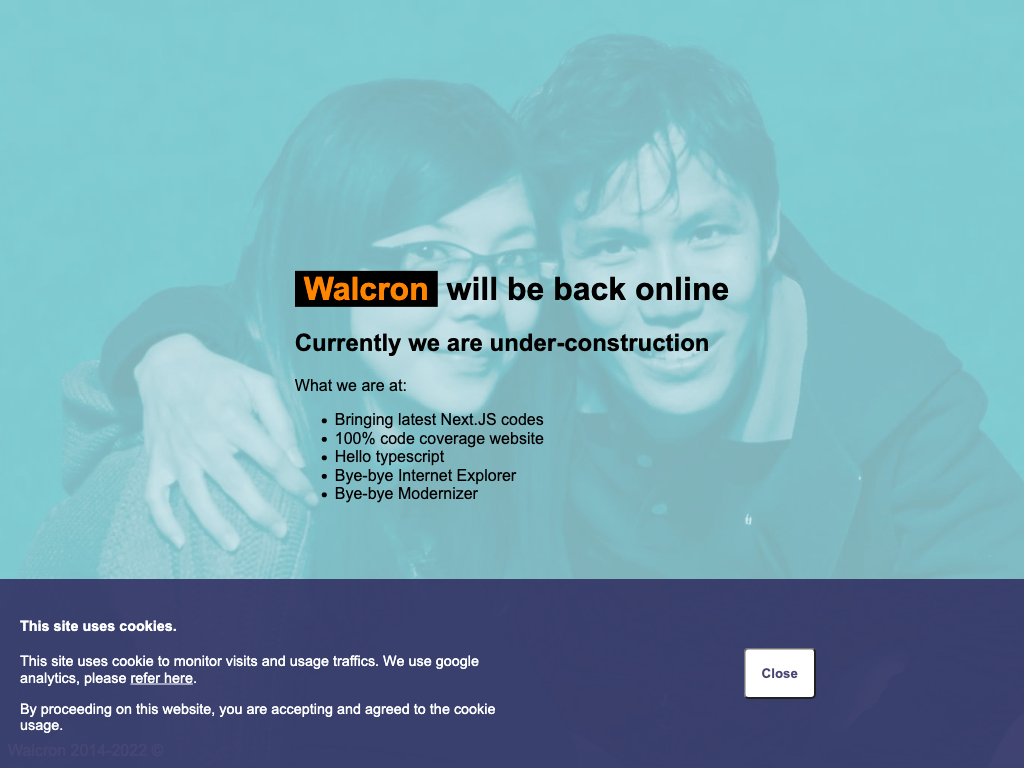 Walcron will be back online
Currently we are under-construction
What we are at:
• Bringing latest Next.JS codes
• 100% code coverage website
• Hello typescript
• Bye-bye Internet Explorer
• Bye-bye Modernizer
This site uses cookies.
This site uses cookie to monitor visits and usage traffics. We use google
analytics, please refer here.
By proceeding on this website, you are accepting and agreed to the cookie
usage.
Close
Walcron 2014-2022 ©